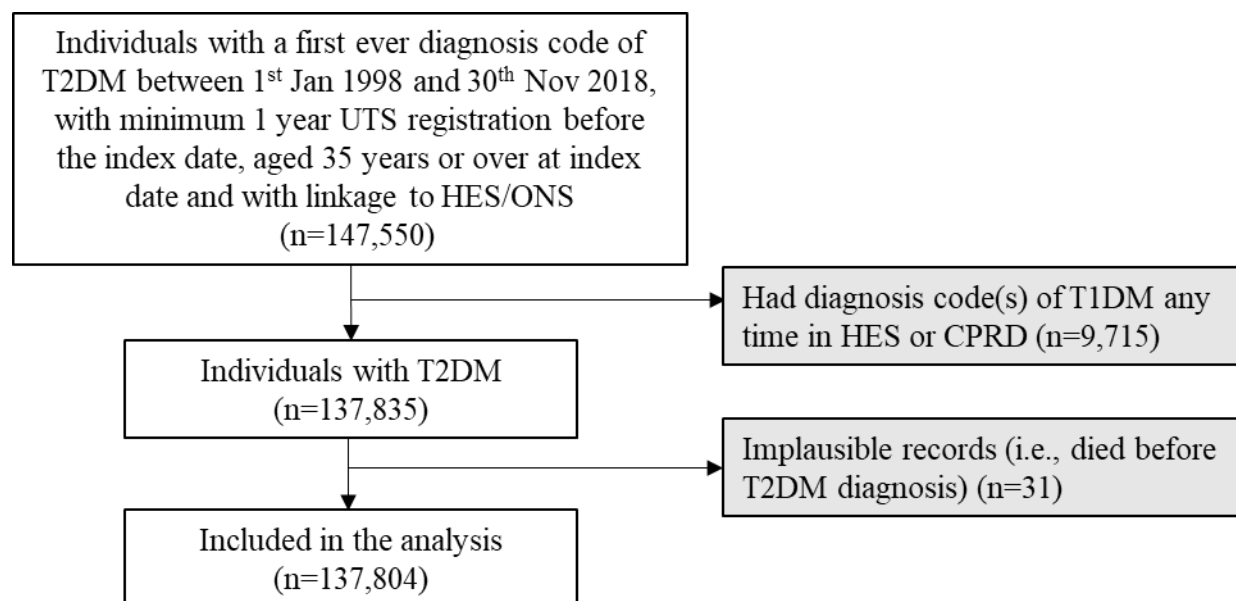 Individuals with a first ever diagnosis code of
T2DM between 1st Jan 1998 and 30th Nov 2018,
with minimum 1 year UTS registration before
the index date, aged 35 years or over at index
date and with linkage to HES/ONS
(n=147,550)
Had diagnosis code(s) of T1DM any
time in HES or CPRD (n=9,715)
Individuals with T2DM
(n=137,835)
Implausible records (i.e., died before
T2DM diagnosis) (n=31)
Included in the analysis
(n=137,804)